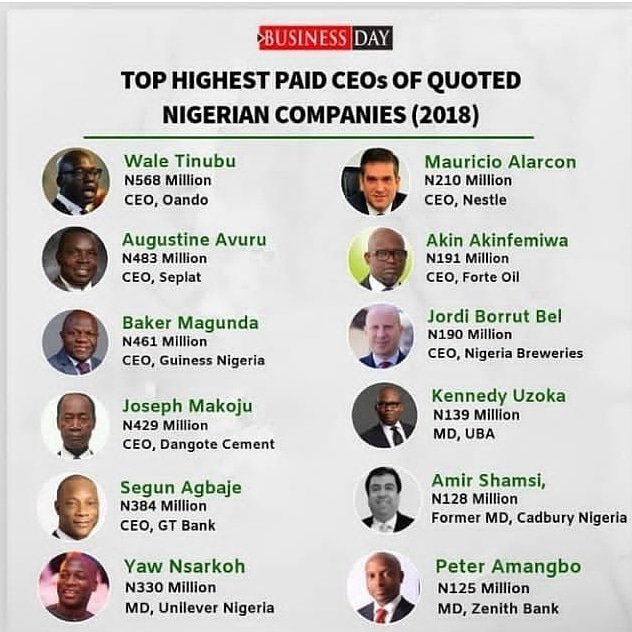 BUSINESS DAY
TOP HIGHEST PAID CEOs OF QUOTED
NIGERIAN COMPANIES (2018)
Wale Tinubu
N568 Million
CEO, Oando
Augustine Avuru
N483 Million
CEO, Seplat
Baker Magunda
N461 Million
CEO, Guiness Nigeria
Joseph Makoju
N429 Million
CEO, Dangote Cement
Segun Agbaje
N384 Million
CEO, GT Bank
Yaw Nsarkoh
N330 Million
MD, Unilever Nigeria
Mauricio Alarcon
N210 Million
CEO, Nestle
Akin Akinfemiwa
N191 Million
CEO, Forte Oil
Jordi Borrut Bel
N190 Million
CEO, Nigeria Breweries
Kennedy Uzoka
N139 Million
MD, UBA
Amir Shamsi,
N128 Million
Former MD, Cadbury Nigeria
Peter Amangbo
N125 Million
MD, Zenith Bank